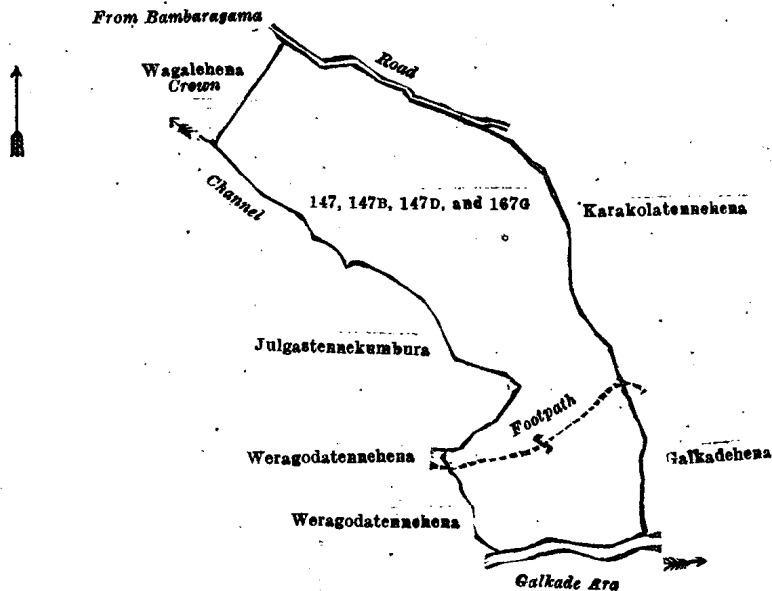 From Bambaragama
Road
Wagalehena
Crown
Channel
147, 147B, 147D, and 167G
Karakolatennehena
Julgastennekumbura
Footpath
Weragodatennehena
Galkadehena
Weragodatennehena
Galkade Ara